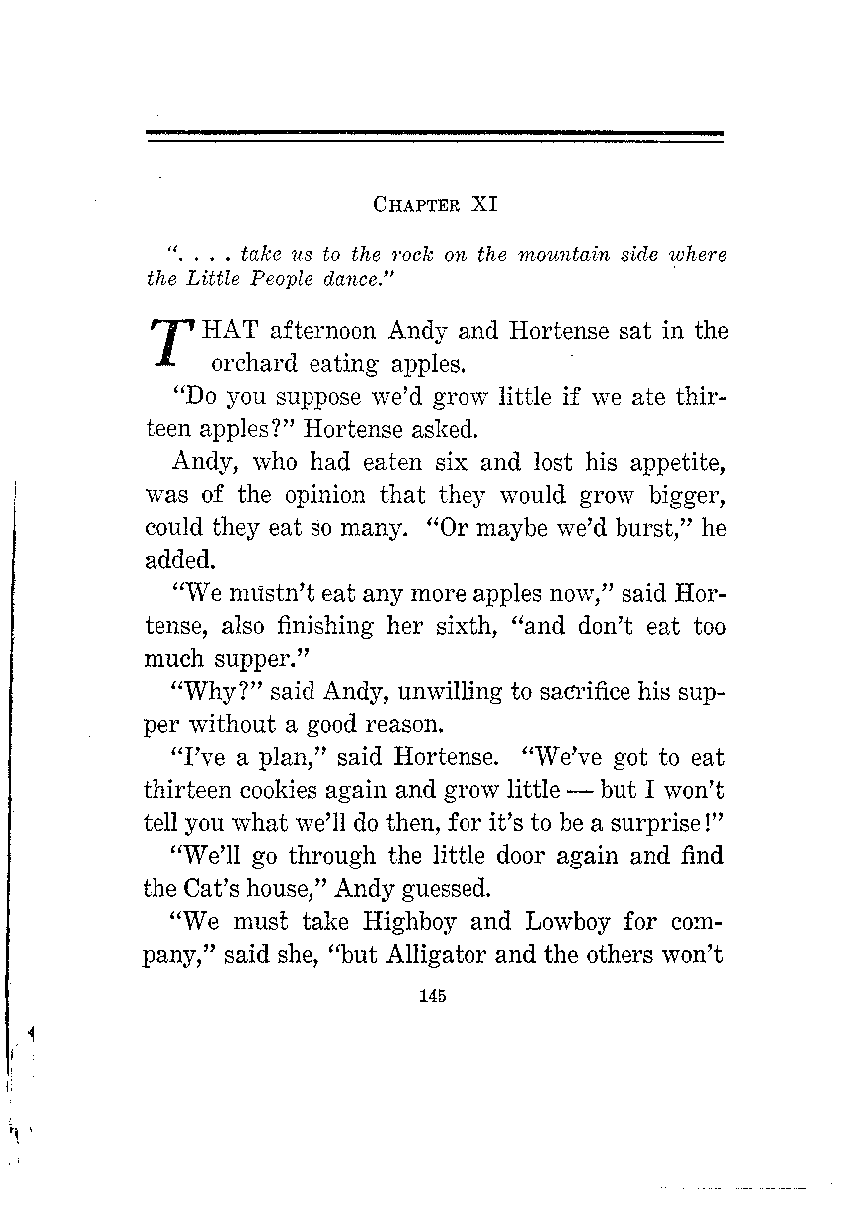 CHAPTER XI
“. . . . take us to the rock on the mountain side where
the Little People dance.”
THAT afternoon Andy and Hortense sat in the
orchard eating apples.
“Do you suppose we’d grow little if we ate thir-
teen apples?” Hortense asked.
Andy, who had eaten six and lost his appetite,
was of the opinion that they would grow bigger,
could they eat so many. “Or maybe we’d burst,” he
added.
“We mustn’t eat any more apples now,” said Hor-
tense, also finishing her sixth, “and don’t eat too
much supper.”
“Why?” said Andy, unwilling to sacrifice his sup-
per without a good reason.
“I’ve a plan,” said Hortense. “We’ve got to eat
thirteen cookies again and grow little — but I won’t
tell you what we’ll do then, for it’s to be a surprise!”
“We’ll go through the little door again and find
the Cat’s house,” Andy guessed.
“We must take Highboy and Lowboy for com-
pany,” said she, “but Alligator and the others won’t
145